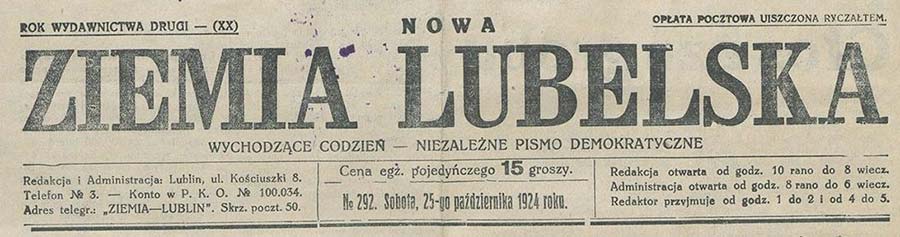 ROK WYDAWNICTWA DRUGI — (XX)
NOWA
OPŁATA POCZTOWA UISZCZONA RYCZAŁTEM.
ZIEMIA LUBELSKA
WYCHODZĄCE CODZIEŃ — NIEZALEŻNE PISMO DEMOKRATYCZNE
Redakcja i Administracja: Lublin, ul. Kościuszki 8.
Telefon № 3. — Konto w P. K. O. № 100.034.
Adres telegr.: „ZIEMIA—LUBLIN". Skrz. poczt. 50.
Cena egz. pojedyńczego 15 groszy.
№ 292. Sobota, 25-go października 1924 roku.
Redakcja otwarta od godz. 10 rano do 8 wiecz.
Administracja otwarta od godz. 8 rano do 6 wiecz.
Redaktor przyjmuje od godz. 1 do 2 i od 4 do 5.